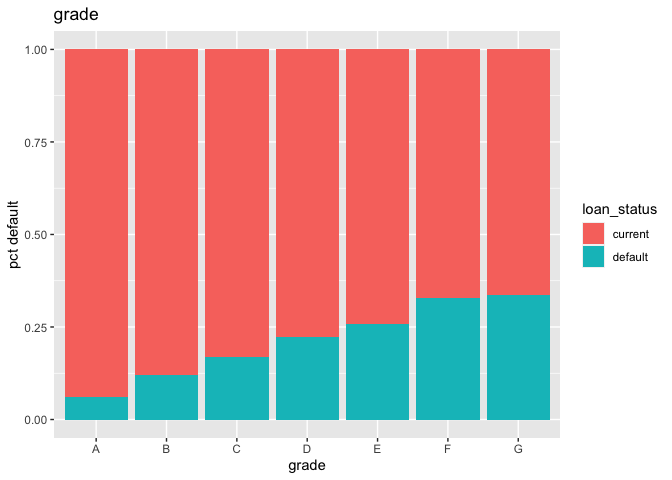 grade
1.00
0.75
0.50
0.25
0.00
pct default
A B C D E F G
grade
loan_status
current
default